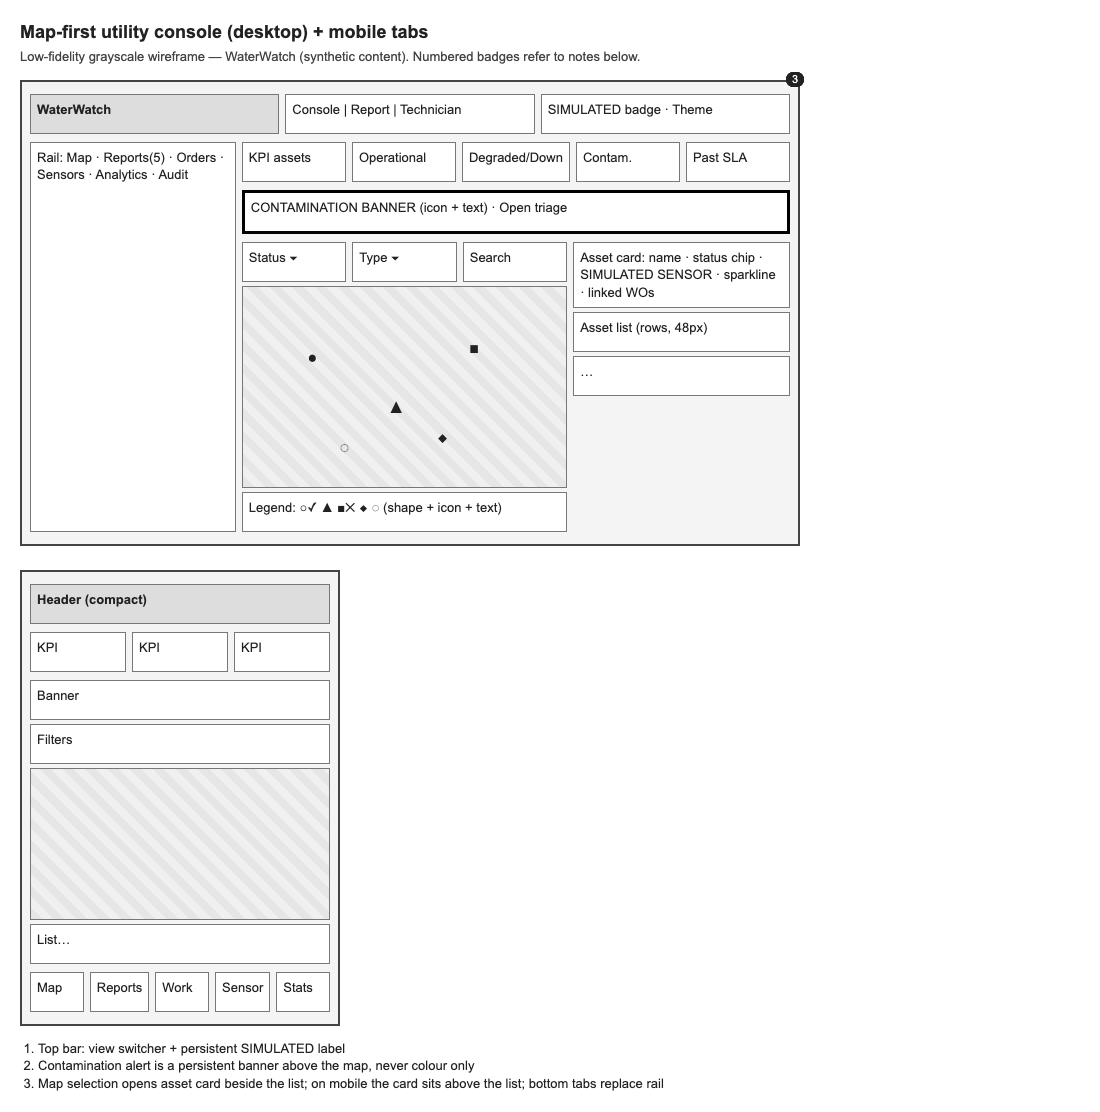 Map-first utility console (desktop) + mobile tabs
Low-fidelity grayscale wireframe — WaterWatch (synthetic content). Numbered badges refer to notes below.
3
WaterWatch
Console | Report | Technician
SIMULATED badge · Theme
Rail: Map · Reports(5) · Orders ·
Sensors · Analytics · Audit
KPI assets
Operational
Degraded/Down
Contam.
Past SLA
CONTAMINATION BANNER (icon + text) · Open triage
Status ▾
Type ▾
Search
Asset card: name · status chip ·
SIMULATED SENSOR · sparkline
· linked WOs
Asset list (rows, 48px)
…
Legend: ○✓ ▲ ■✕ ◆ ◌ (shape + icon + text)
Header (compact)
KPI
KPI
KPI
Banner
Filters
List…
Map
Reports
Work
Sensor
Stats
1. Top bar: view switcher + persistent SIMULATED label
2. Contamination alert is a persistent banner above the map, never colour only
3. Map selection opens asset card beside the list; on mobile the card sits above the list; bottom tabs replace rail